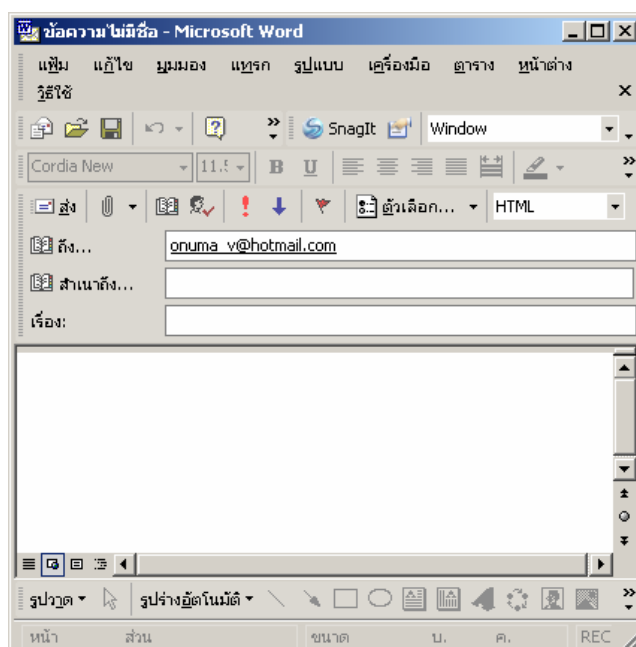 ข้อความไม่มีชื่อ - Microsoft Word
แฟ้ม แก้ไข มุมมอง แทรก รูปแบบ เครื่องมือ ตาราง หน้าต่าง
วิธีใช้
SnagIt Window
Cordia New 11.5 B U
ส่ง ตัวเลือก... HTML
ถึง... onuma_v@hotmail.com
สำเนาถึง...
เรื่อง:
รูปวาด รูปร่างอัตโนมัติ
หน้า ส่วน ขนาด บ. ค. REC